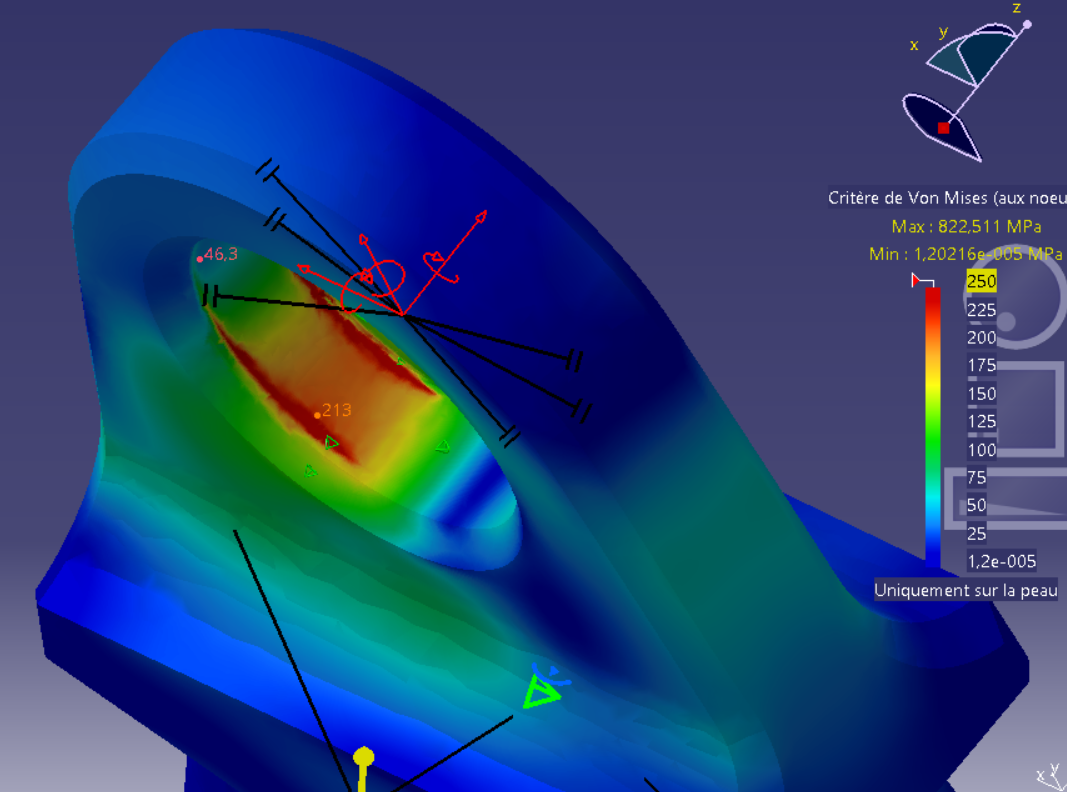 z
y
x
Critère de Von Mises (aux noeu
Max : 822,511 MPa
Min : 1,20216e-005 MPa
46,3
250
225
200
175
150
213
125
100
75
50
25
1,2e-005
Uniquement sur la peau
x y